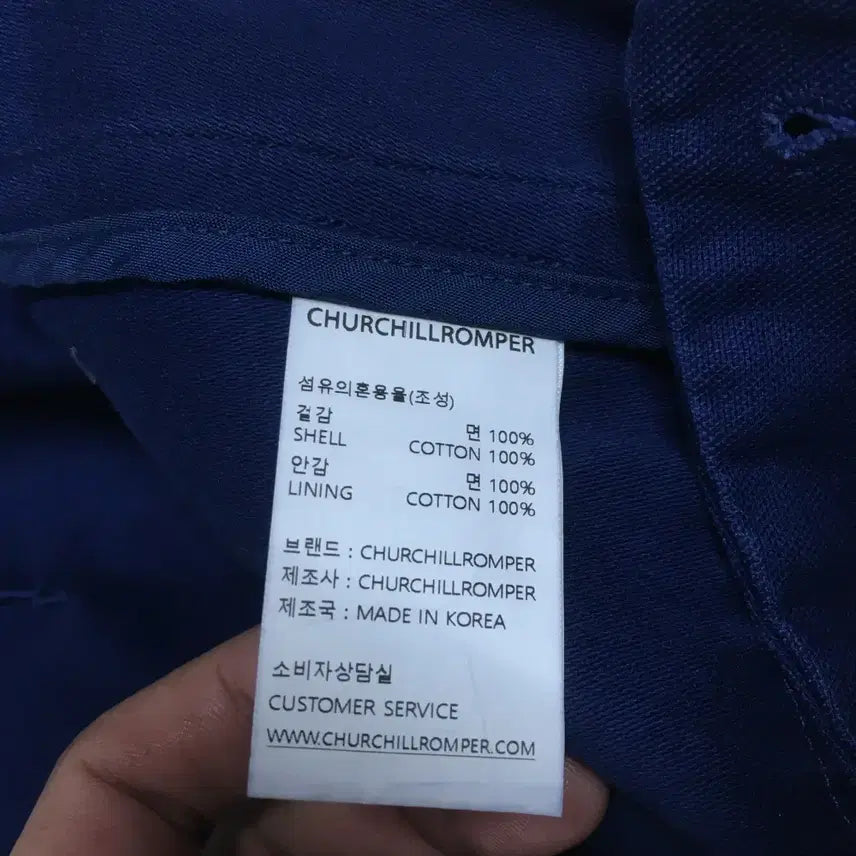 CHURCHILLROMPER
섬유의혼용율(조성)
겉감 면 100%
SHELL COTTON 100%
안감 면 100%
LINING COTTON 100%
브랜드 : CHURCHILLROMPER
제조사 : CHURCHILLROMPER
제조국 : MADE IN KOREA
소비자상담실
CUSTOMER SERVICE
WWW.CHURCHILLROMPER.COM